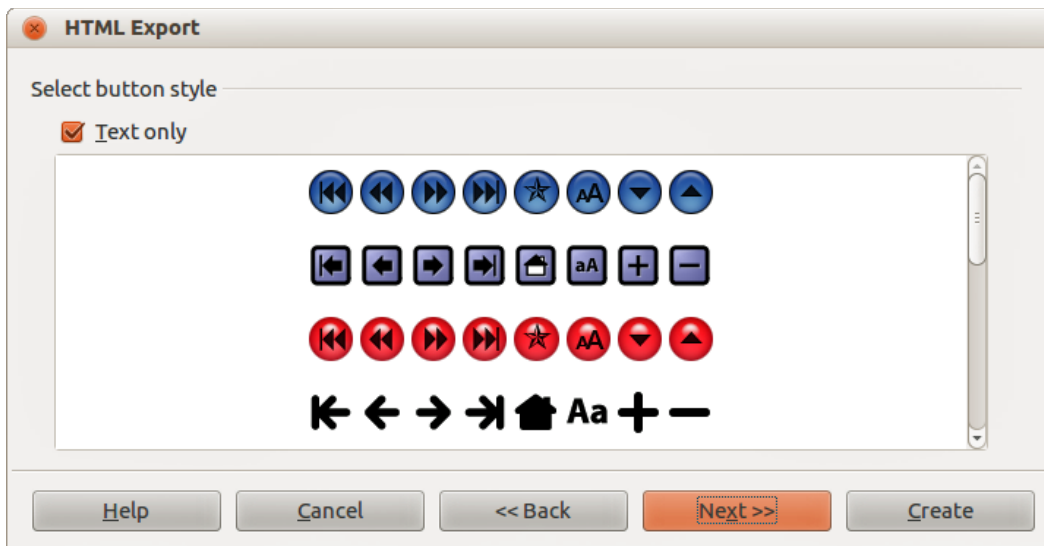 HTML Export
Select button style
Text only
AA
aA
AA
Aa
Help
Cancel
<< Back
Next >>
Create